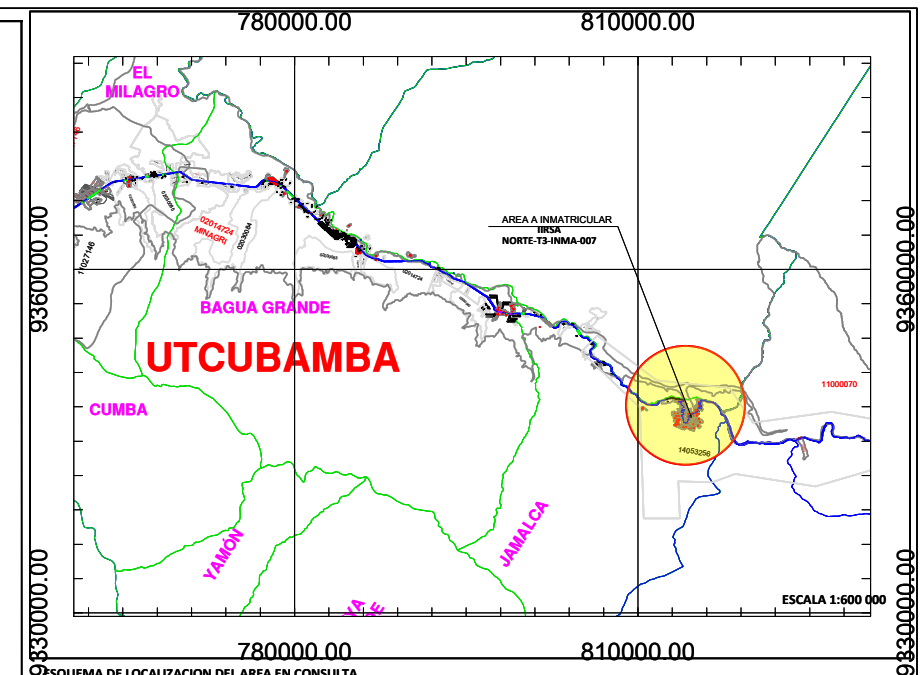 780000.00
810000.00
EL
MILAGRO
AREA A INMATRICULAR
IIRSA
NORTE-T3-INMA-007
02014724
MINAGRI
02030084
11027146
9360000.00
9360000.00
BAGUA GRANDE
UTCUBAMBA
11000070
CUMBA
14053256
JAMALCA
YAMÓN
ESCALA 1:600 000
9330000.00
9330000.00
780000.00
810000.00
ESQUEMA DE LOCALIZACION DEL AREA EN CONSULTA